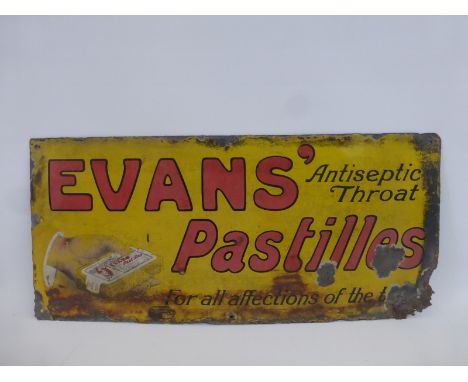 EVANS' Antiseptic
Throat
Pastilles
For all affections of the t